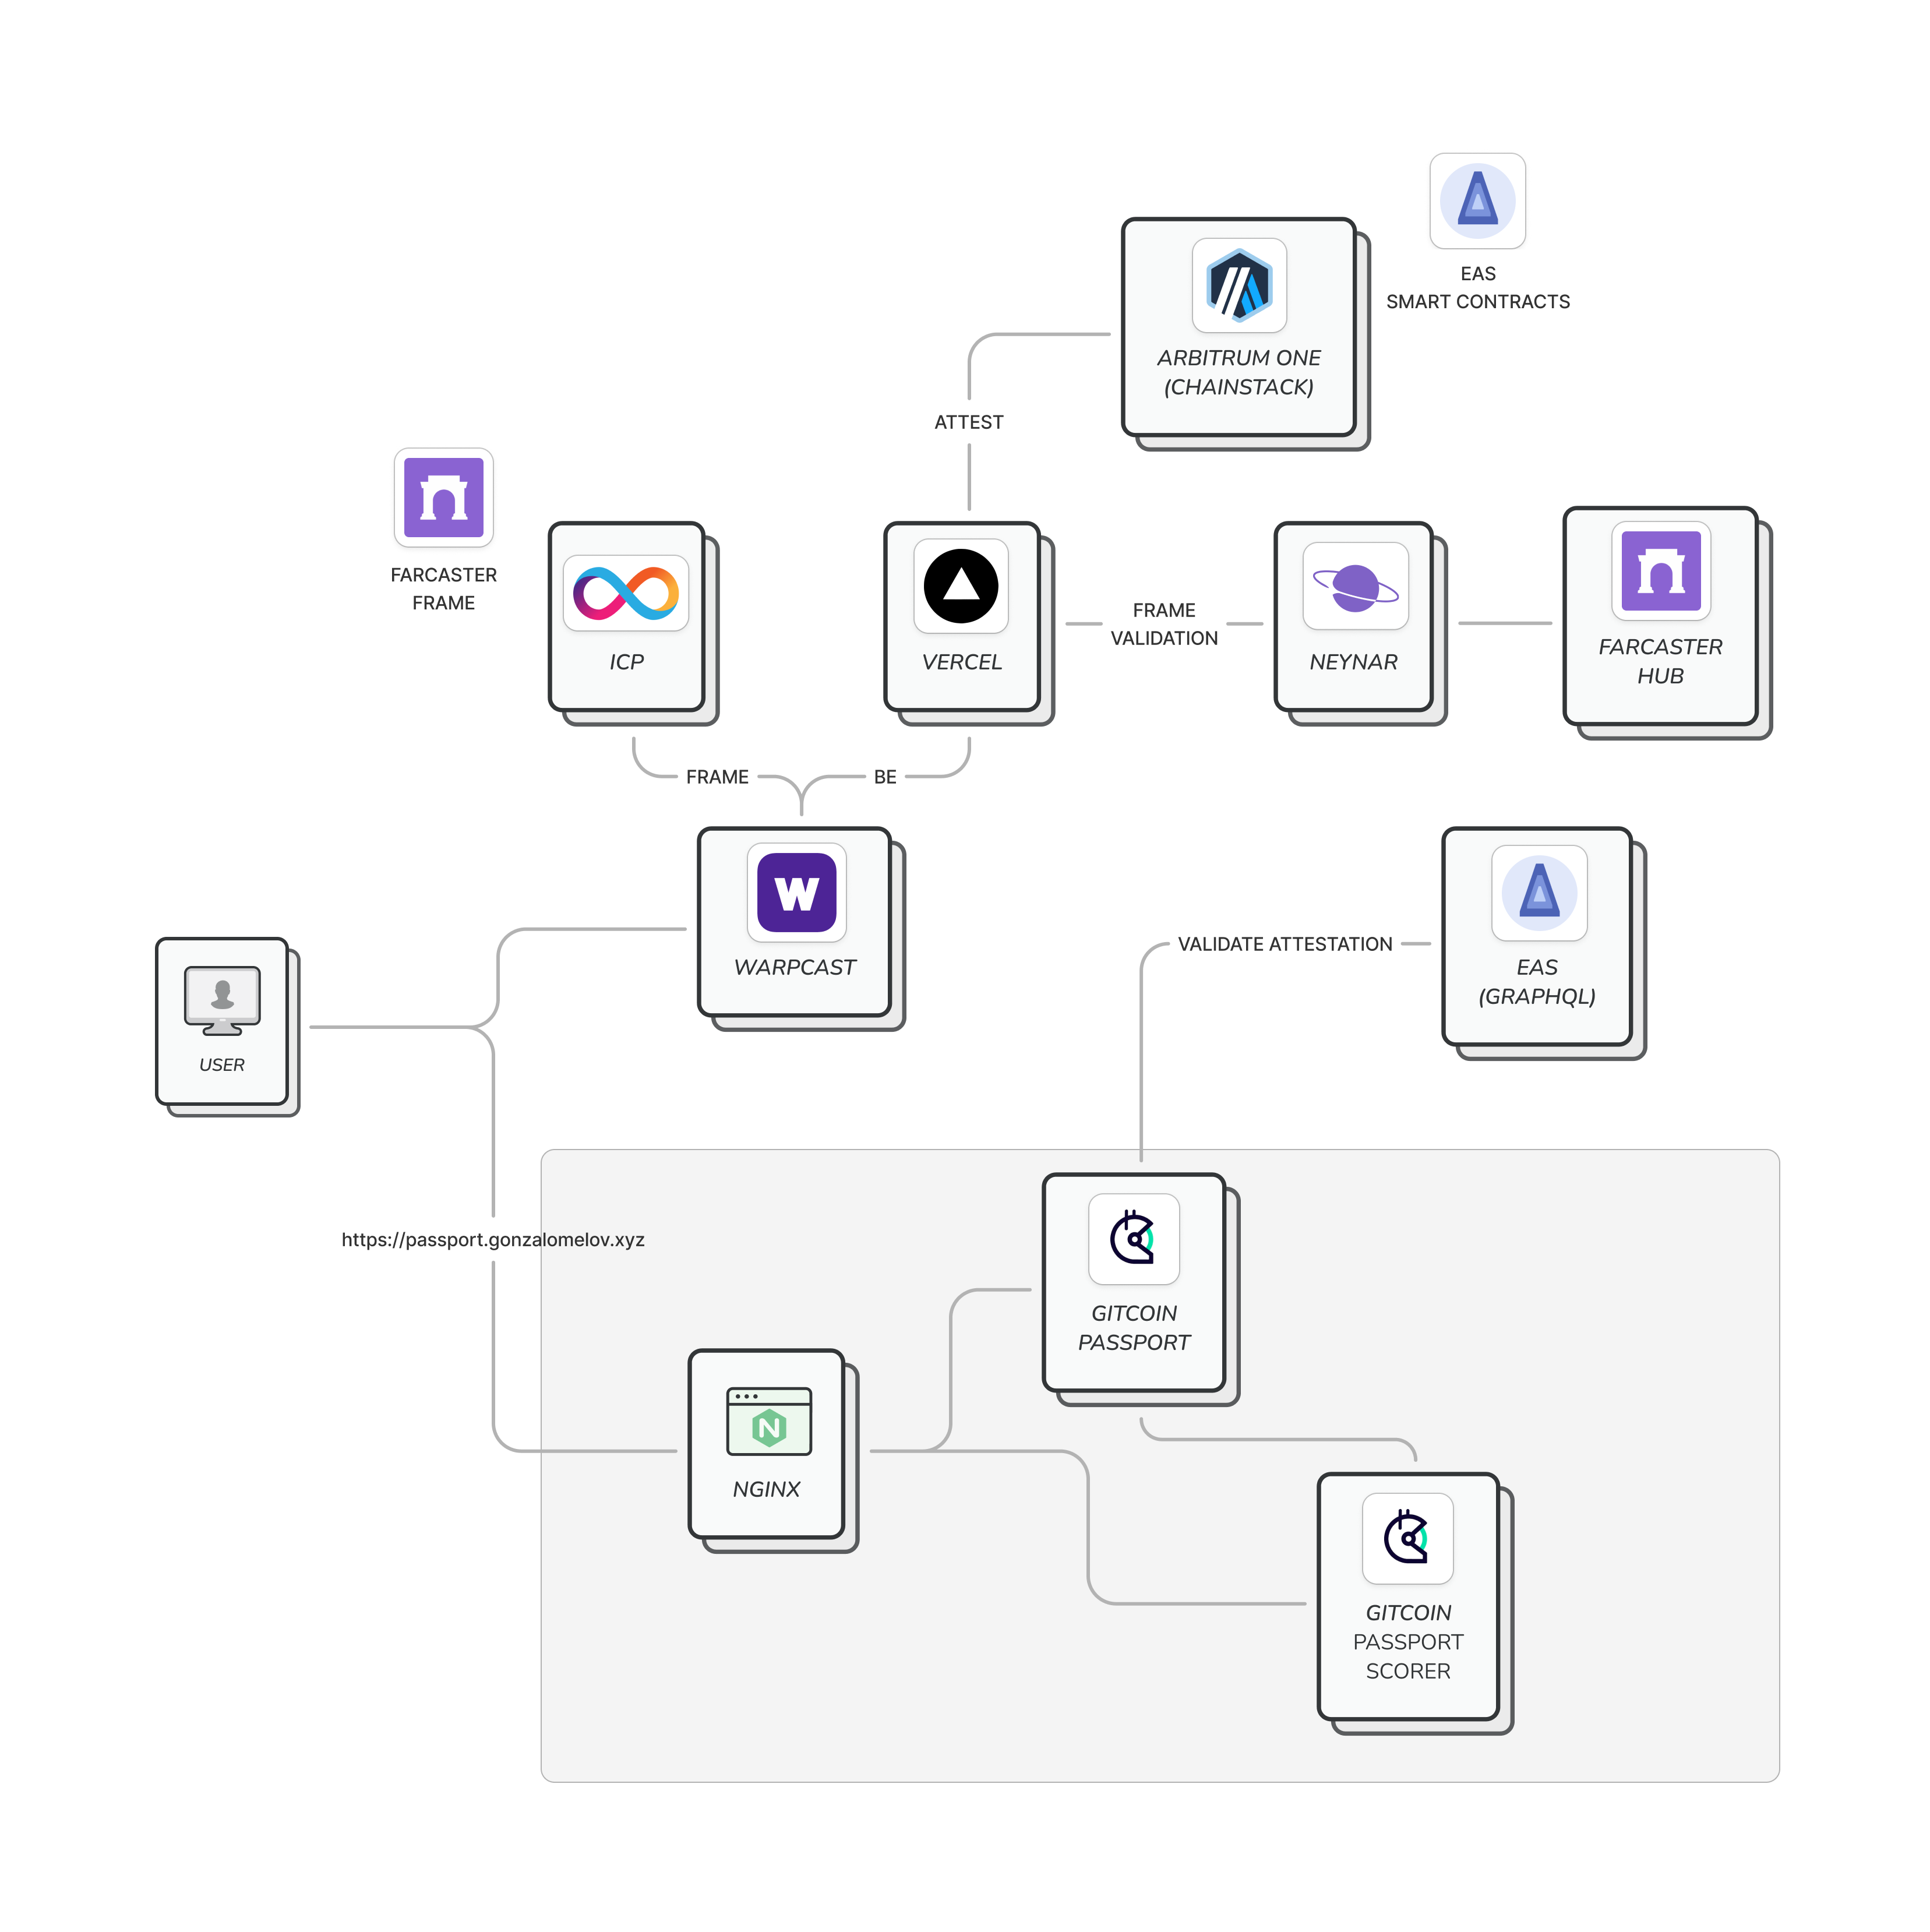 EAS
SMART CONTRACTS
ARBITRUM ONE
(CHAINSTACK)
ATTEST
FARCASTER
FRAME
ICP
VERCEL
FRAME
VALIDATION
NEYNAR
FARCASTER
HUB
FRAME
BE
W
WARPCAST
VALIDATE ATTESTATION
EAS
(GRAPHQL)
USER
https://passport.gonzalomelov.xyz
GITCOIN
PASSPORT
N
NGINX
GITCOIN
PASSPORT
SCORER